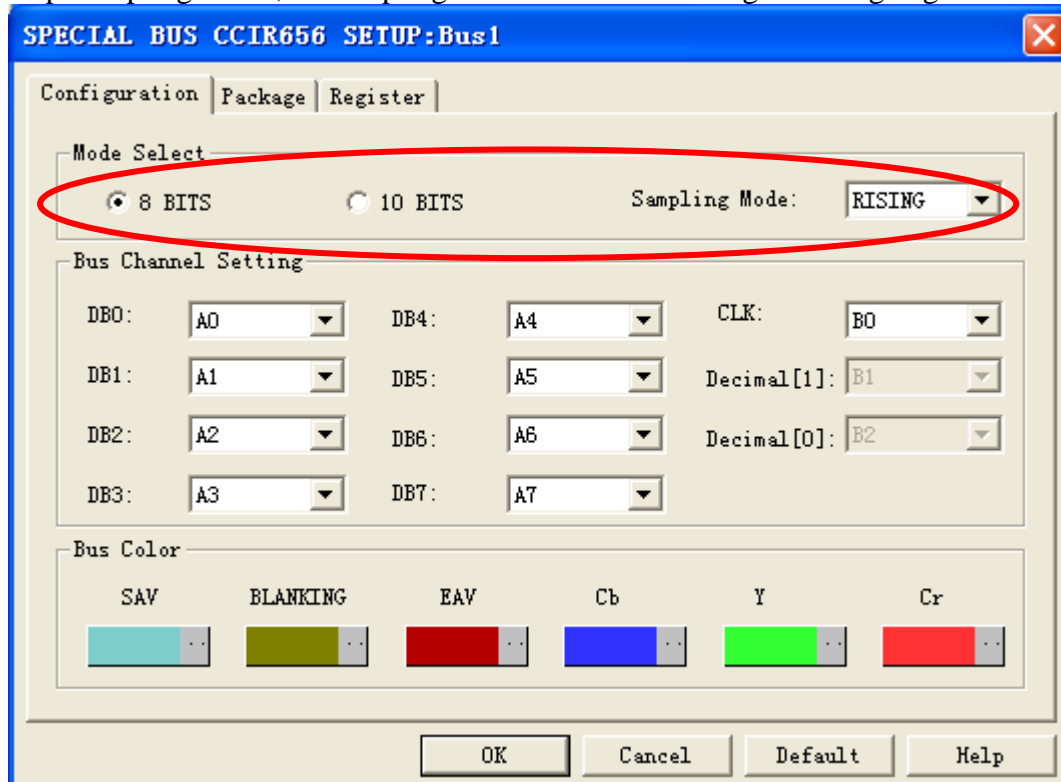 SPECIAL BUS CCIR656 SETUP:Bus1
Configuration Package Register
Mode Select
8 BITS 10 BITS Sampling Mode: RISING
Bus Channel Setting
DB0: A0 DB4: A4 CLK: B0
DB1: A1 DB5: A5 Decimal[1]: B1
DB2: A2 DB6: A6 Decimal[0]: B2
DB3: A3 DB7: A7
Bus Color
SAV BLANKING EAV Cb Y Cr
.. .. .. .. .. ..
OK Cancel Default Help